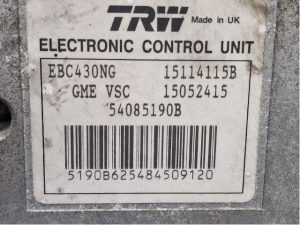 TRW Made in UK
ELECTRONIC CONTROL UNIT
EBC430NG 15114115B
GME VSC 15052415
54085190B
5190B625484509120